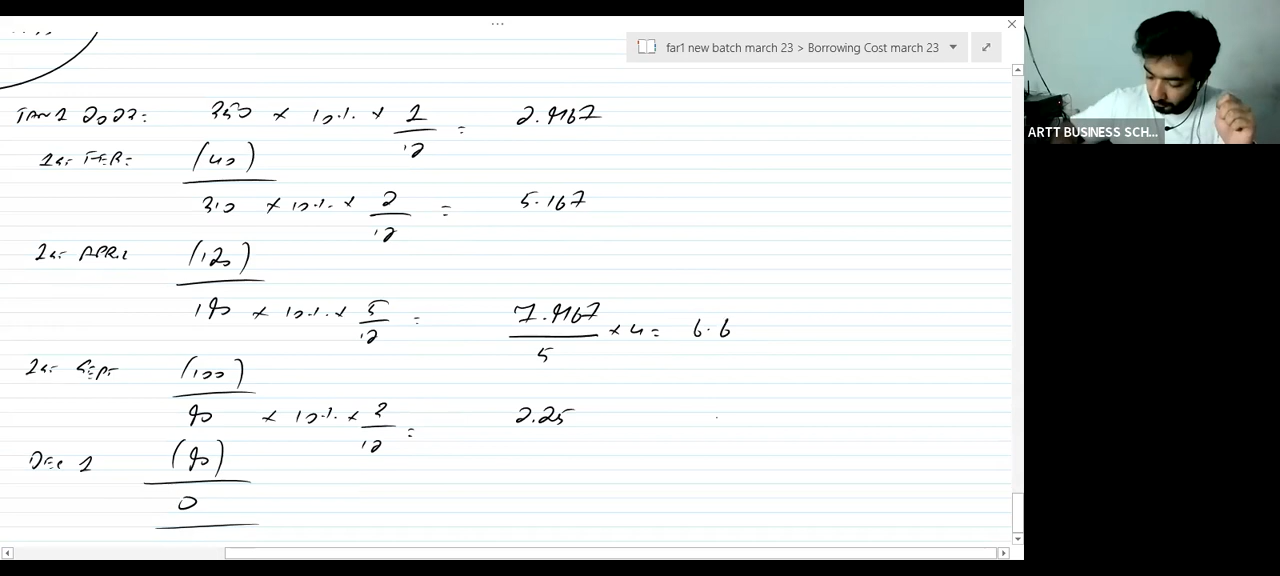 far1 new batch march 23 > Borrowing Cost march 23
ARTT BUSINESS SCH...
JAN 1 2022: 350 x 10% x 1/12 = 2.9167
1st FEB: (40)
310 x 10% x 2/12 = 5.167
1st APRIL (120)
190 x 10% x 5/12 = 7.9167/5 x 4 = 6.6
1st SEPT (100)
90 x 10% x 3/12 = 2.25
DEC 1 (90)
0